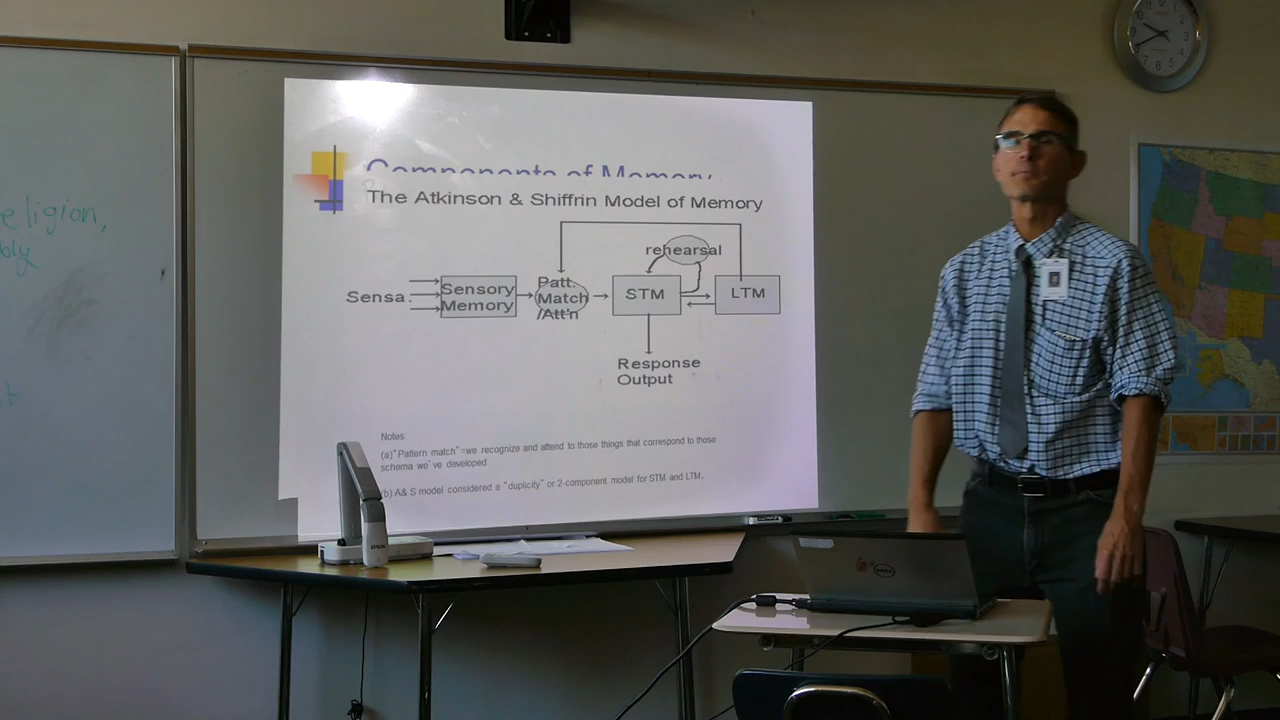 eligion,
bly
Components of Memory
The Atkinson & Shiffrin Model of Memory
rehearsal
Sensa.
Sensory
Memory
Patt.
Match
/Att'n
STM
LTM
Response
Output
Notes:
(a)"Pattern match"=we recognize and attend to those things that correspond to those
schema we've developed.
(b) A& S model considered a "duplicity" or 2-component model for STM and LTM.
EPSON
DELL